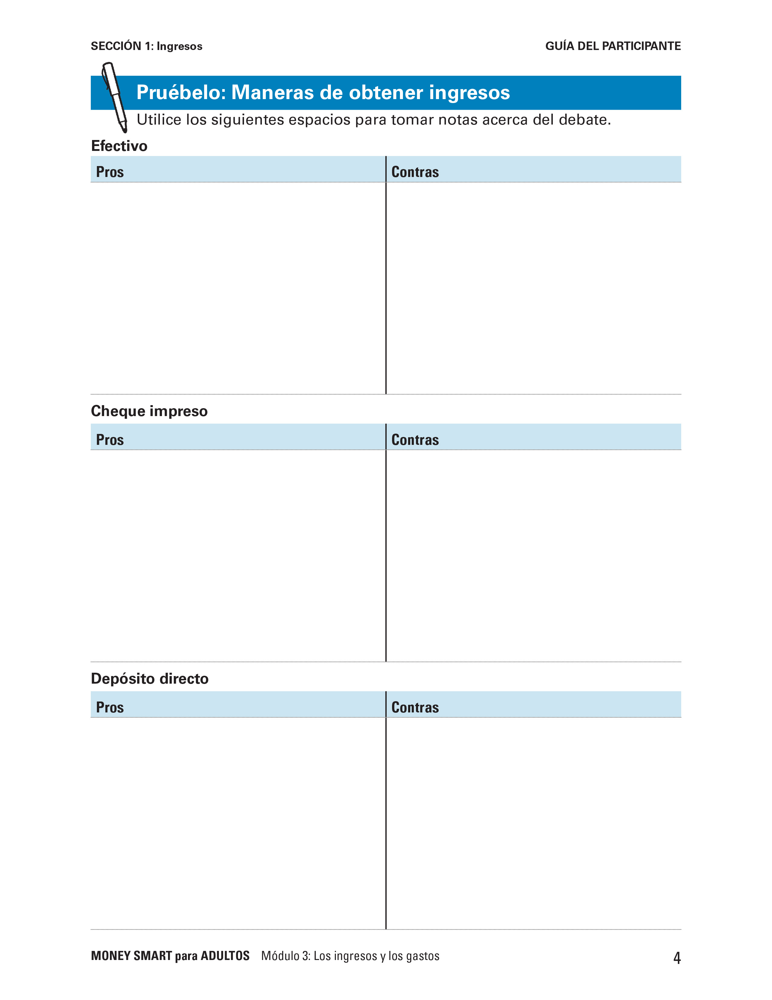 SECCIÓN 1: Ingresos
GUÍA DEL PARTICIPANTE
Pruébelo: Maneras de obtener ingresos
Utilice los siguientes espacios para tomar notas acerca del debate.
Efectivo
Pros
Contras
Cheque impreso
Pros
Contras
Depósito directo
Pros
Contras
MONEY SMART para ADULTOS Módulo 3: Los ingresos y los gastos
4